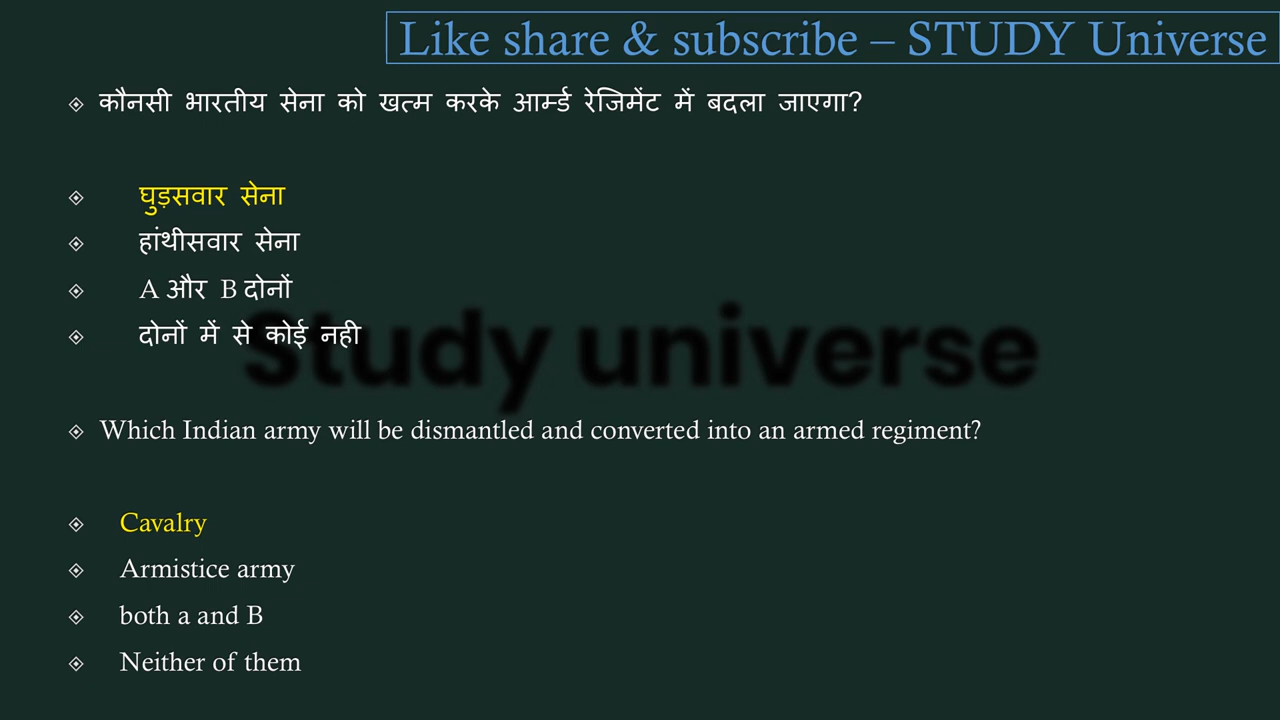 Like share & subscribe – STUDY Universe
कौनसी भारतीय सेना को खत्म करके आर्म्ड रेजिमेंट में बदला जाएगा?
घुड़सवार सेना
हांथीसवार सेना
A और B दोनों
दोनों में से कोई नही
Study universe
Which Indian army will be dismantled and converted into an armed regiment?
Cavalry
Armistice army
both a and B
Neither of them